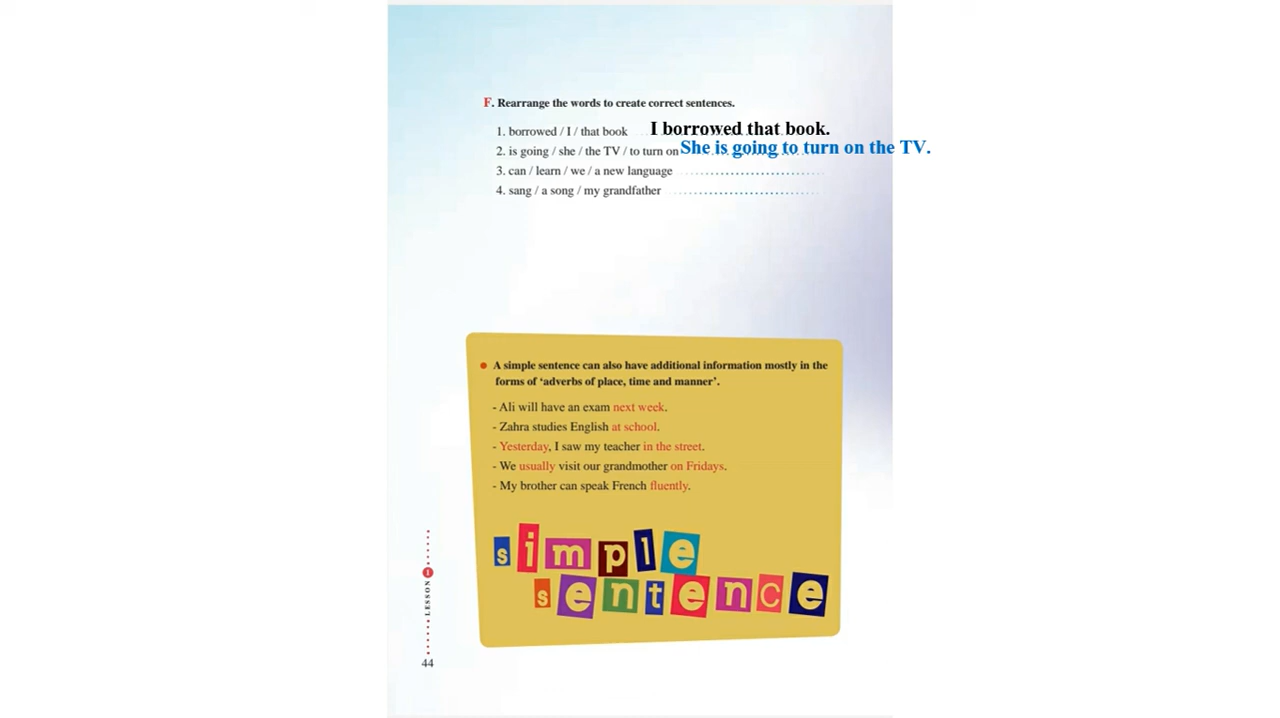 F. Rearrange the words to create correct sentences.
1. borrowed / I / that book I borrowed that book.
2. is going / she / the TV / to turn on She is going to turn on the TV.
3. can / learn / we / a new language
4. sang / a song / my grandfather
A simple sentence can also have additional information mostly in the
forms of ‘adverbs of place, time and manner’.
- Ali will have an exam next week.
- Zahra studies English at school.
- Yesterday, I saw my teacher in the street.
- We usually visit our grandmother on Fridays.
- My brother can speak French fluently.
simple
sentence
LESSON 1
44